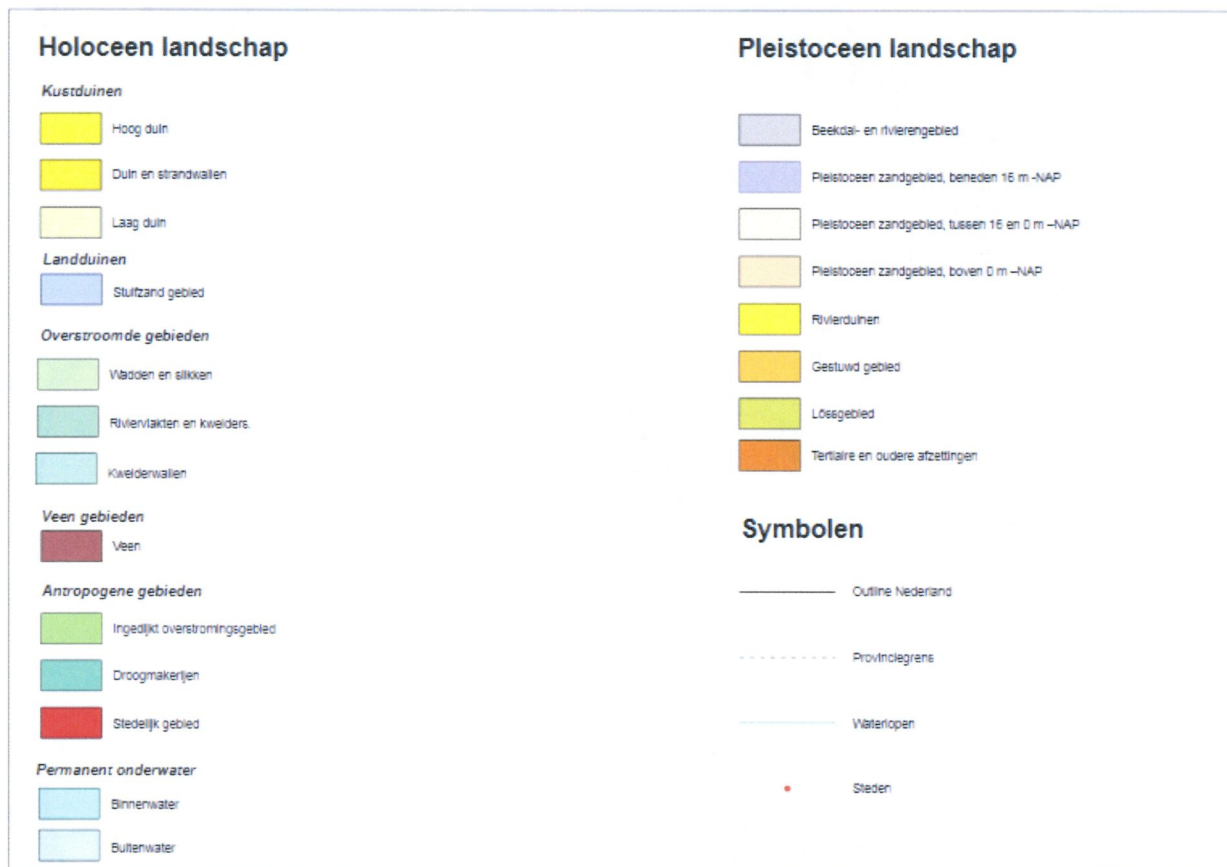 Holoceen landschap
Kustduinen
Hoog duin
Duin en strandwallen
Laag duin
Landduinen
Stuifzand gebied
Overstroomde gebieden
Wadden en slikken
Riviervlakten en kwelders.
Kwelderwallen
Veen gebieden
Veen
Antropogene gebieden
Ingedijkt overstromingsgebied
Droogmakerijen
Stedelijk gebied
Permanent onderwater
Binnenwater
Buitenwater
Pleistoceen landschap
Beekdal- en rivierengebied
Pleistoceen zandgebied, beneden 16 m -NAP
Pleistoceen zandgebied, tussen 16 en 0 m –NAP
Pleistoceen zandgebied, boven 0 m –NAP
Rivierduinen
Gestuwd gebied
Lössgebied
Tertiaire en oudere afzettingen
Symbolen
Outline Nederland
Provinciegrens
Waterlopen
Steden